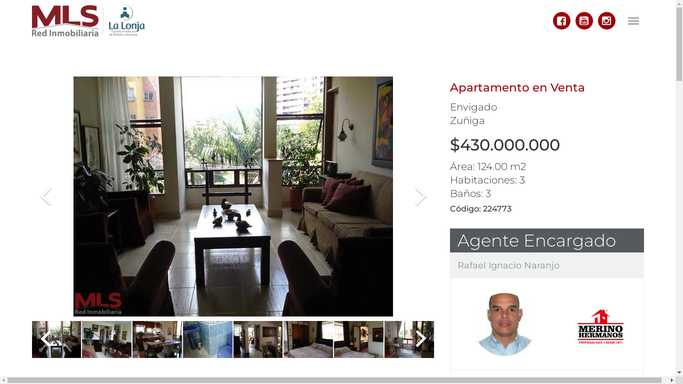 MLS
Red Inmobiliaria
La Lonja
Apartamento en Venta
Envigado
Zuñiga
$430.000.000
Área: 124.00 m2
Habitaciones: 3
Baños: 3
Código: 224773
MLS
Red Inmobiliaria
Agente Encargado
Rafael Ignacio Naranjo
MERINO
HERMANOS